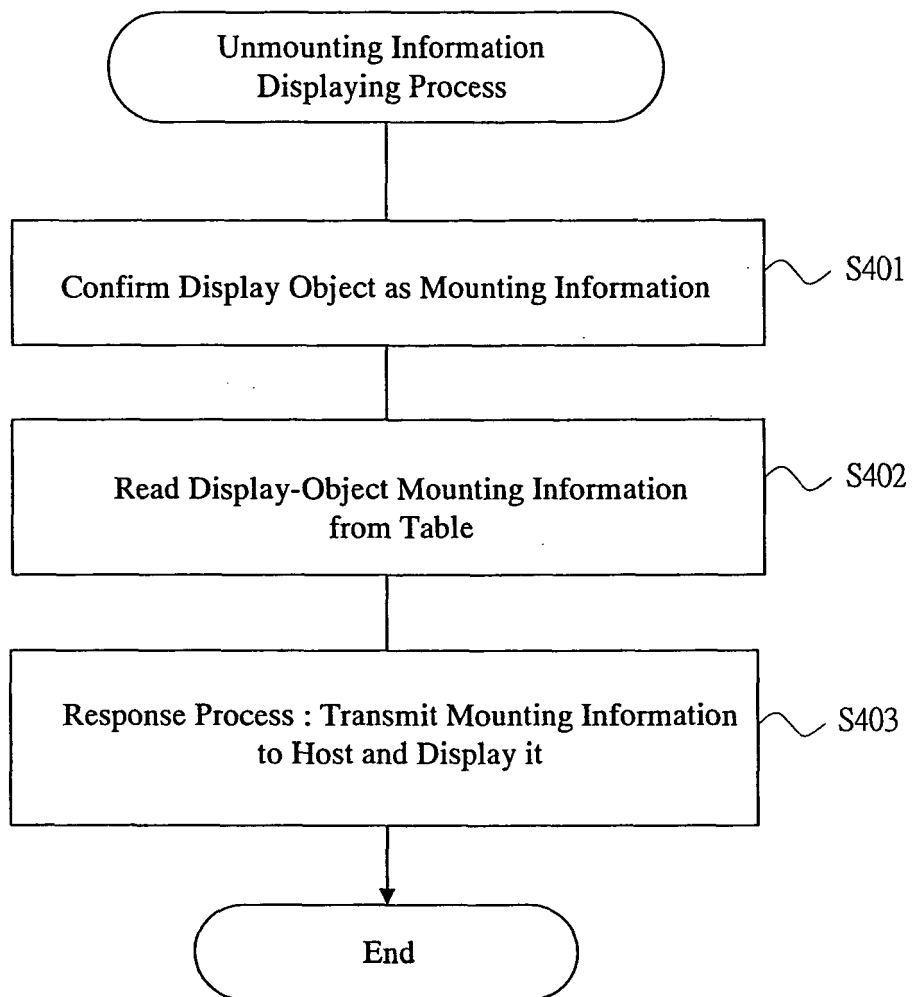 Unmounting Information
Displaying Process
Confirm Display Object as Mounting Information
S401
Read Display-Object Mounting Information
from Table
S402
Response Process : Transmit Mounting Information
to Host and Display it
S403
End